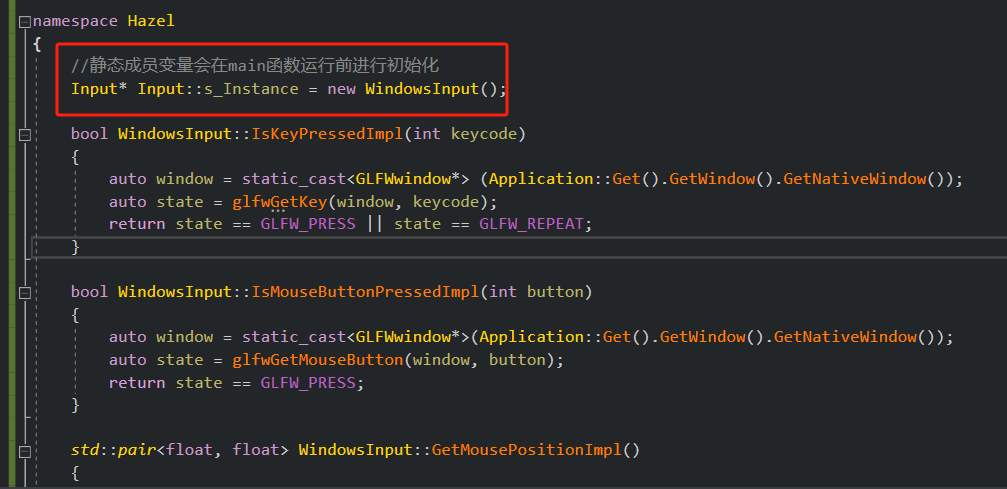 namespace Hazel
{
//静态成员变量会在main函数运行前进行初始化
Input* Input::s_Instance = new WindowsInput();
bool WindowsInput::IsKeyPressedImpl(int keycode)
{
auto window = static_cast<GLFWwindow*> (Application::Get().GetWindow().GetNativeWindow());
auto state = glfwGetKey(window, keycode);
return state == GLFW_PRESS || state == GLFW_REPEAT;
}
bool WindowsInput::IsMouseButtonPressedImpl(int button)
{
auto window = static_cast<GLFWwindow*>(Application::Get().GetWindow().GetNativeWindow());
auto state = glfwGetMouseButton(window, button);
return state == GLFW_PRESS;
}
std::pair<float, float> WindowsInput::GetMousePositionImpl()
{